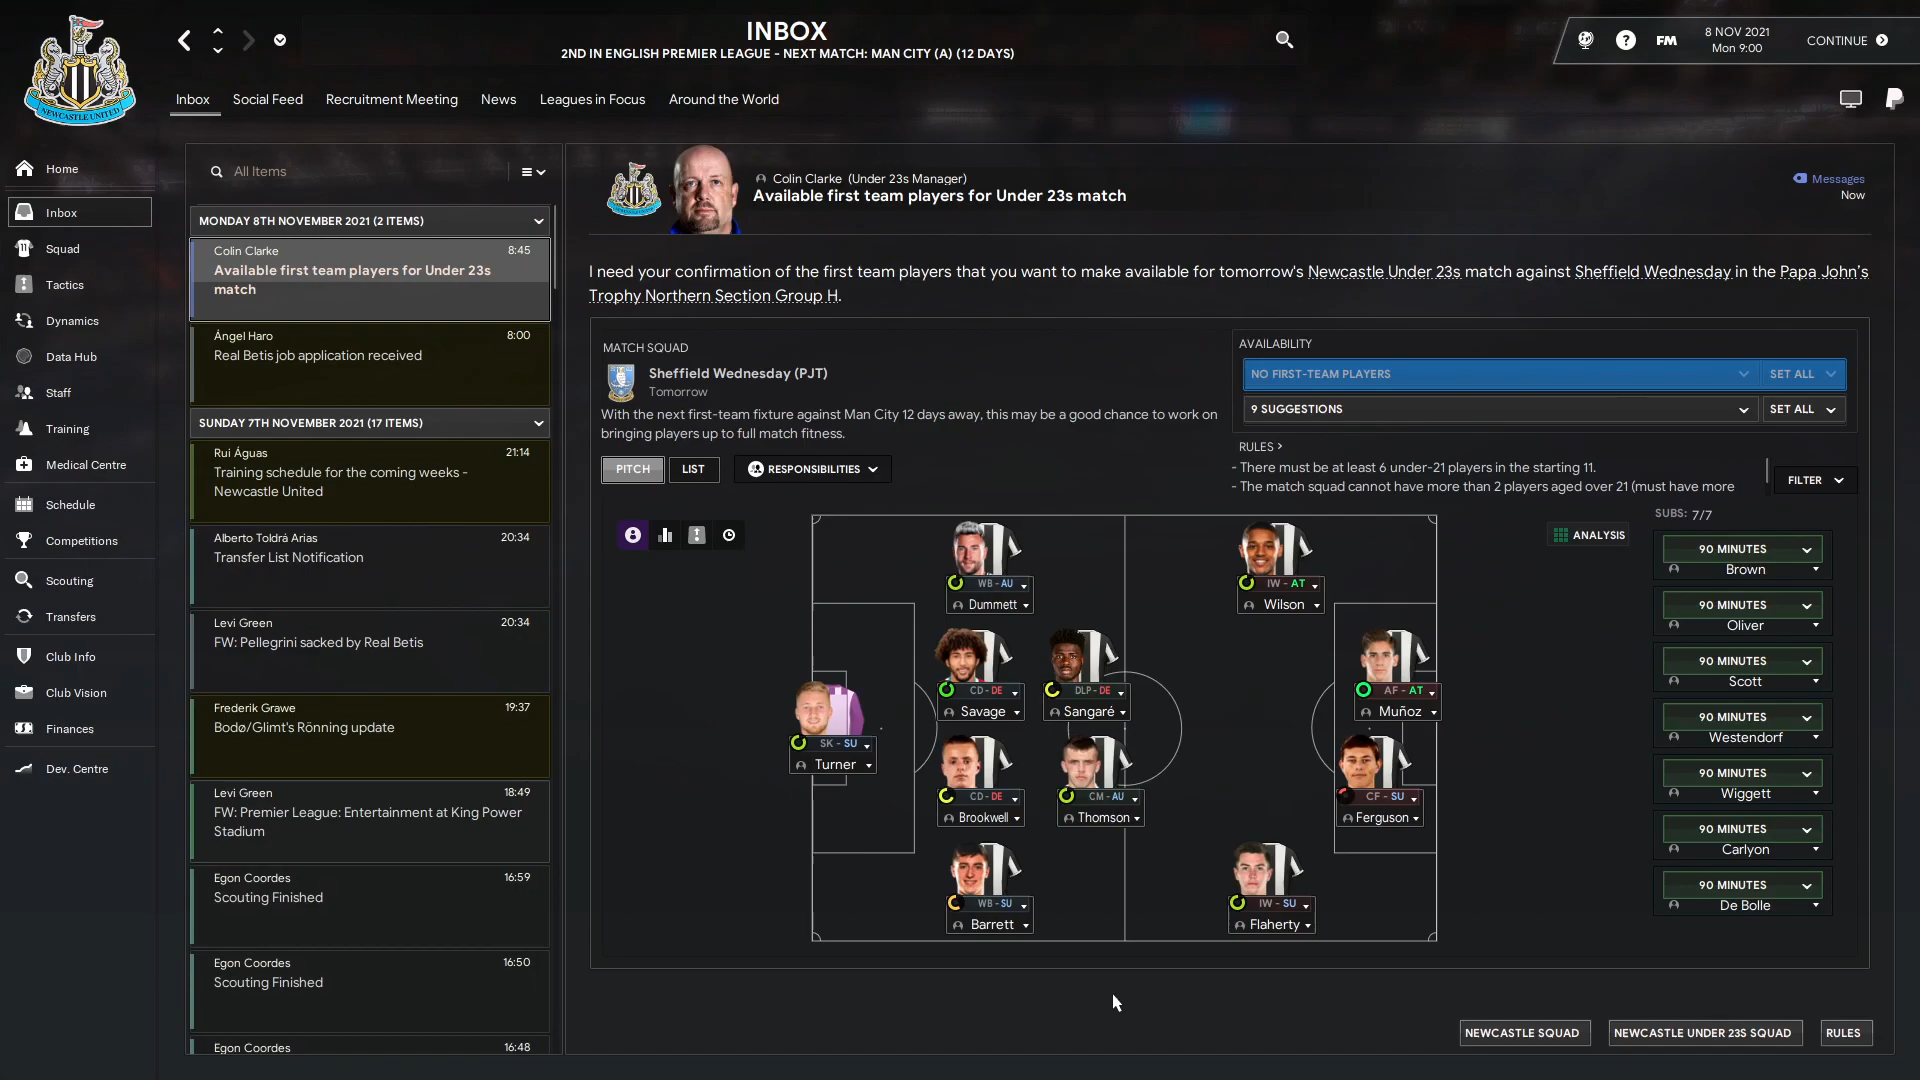 INBOX
2ND IN ENGLISH PREMIER LEAGUE - NEXT MATCH: MAN CITY (A) (12 DAYS)
? FM
8 NOV 2021
Mon 9:00
CONTINUE
NEWCASTLE UNITED
Inbox Social Feed Recruitment Meeting News Leagues in Focus Around the World
Home
Inbox
Squad
Tactics
Dynamics
Data Hub
Staff
Training
Medical Centre
Schedule
Competitions
Scouting
Transfers
Club Info
Club Vision
Finances
Dev. Centre
All Items
MONDAY 8TH NOVEMBER 2021 (2 ITEMS)
Colin Clarke 8:45
Available first team players for Under 23s
match
Ángel Haro 8:00
Real Betis job application received
SUNDAY 7TH NOVEMBER 2021 (17 ITEMS)
Rui Águas 21:14
Training schedule for the coming weeks -
Newcastle United
Alberto Toldrá Arias 20:34
Transfer List Notification
Levi Green 20:34
FW: Pellegrini sacked by Real Betis
Frederik Grawe 19:37
Bodø/Glimt's Rönning update
Levi Green 18:49
FW: Premier League: Entertainment at King Power
Stadium
Egon Coordes 16:59
Scouting Finished
Egon Coordes 16:50
Scouting Finished
Egon Coordes 16:48
Colin Clarke (Under 23s Manager)
Available first team players for Under 23s match
Messages
Now
I need your confirmation of the first team players that you want to make available for tomorrow's Newcastle Under 23s match against Sheffield Wednesday in the Papa John's
Trophy Northern Section Group H.
MATCH SQUAD
Sheffield Wednesday (PJT)
Tomorrow
With the next first-team fixture against Man City 12 days away, this may be a good chance to work on
bringing players up to full match fitness.
PITCH LIST RESPONSIBILITIES
AVAILABILITY
NO FIRST-TEAM PLAYERS SET ALL
9 SUGGESTIONS SET ALL
RULES >
- There must be at least 6 under-21 players in the starting 11.
- The match squad cannot have more than 2 players aged over 21 (must have more
FILTER
ANALYSIS
WB - AU
Dummett
IW - AT
Wilson
CD - DE
Savage
DLP - DE
Sangaré
AF - AT
Muñoz
SK - SU
Turner
CD - DE
Brookwell
CM - AU
Thomson
CF - SU
Ferguson
WB - SU
Barrett
IW - SU
Flaherty
SUBS: 7/7
90 MINUTES
Brown
90 MINUTES
Oliver
90 MINUTES
Scott
90 MINUTES
Westendorf
90 MINUTES
Wiggett
90 MINUTES
Carlyon
90 MINUTES
De Bolle
NEWCASTLE SQUAD NEWCASTLE UNDER 23S SQUAD RULES